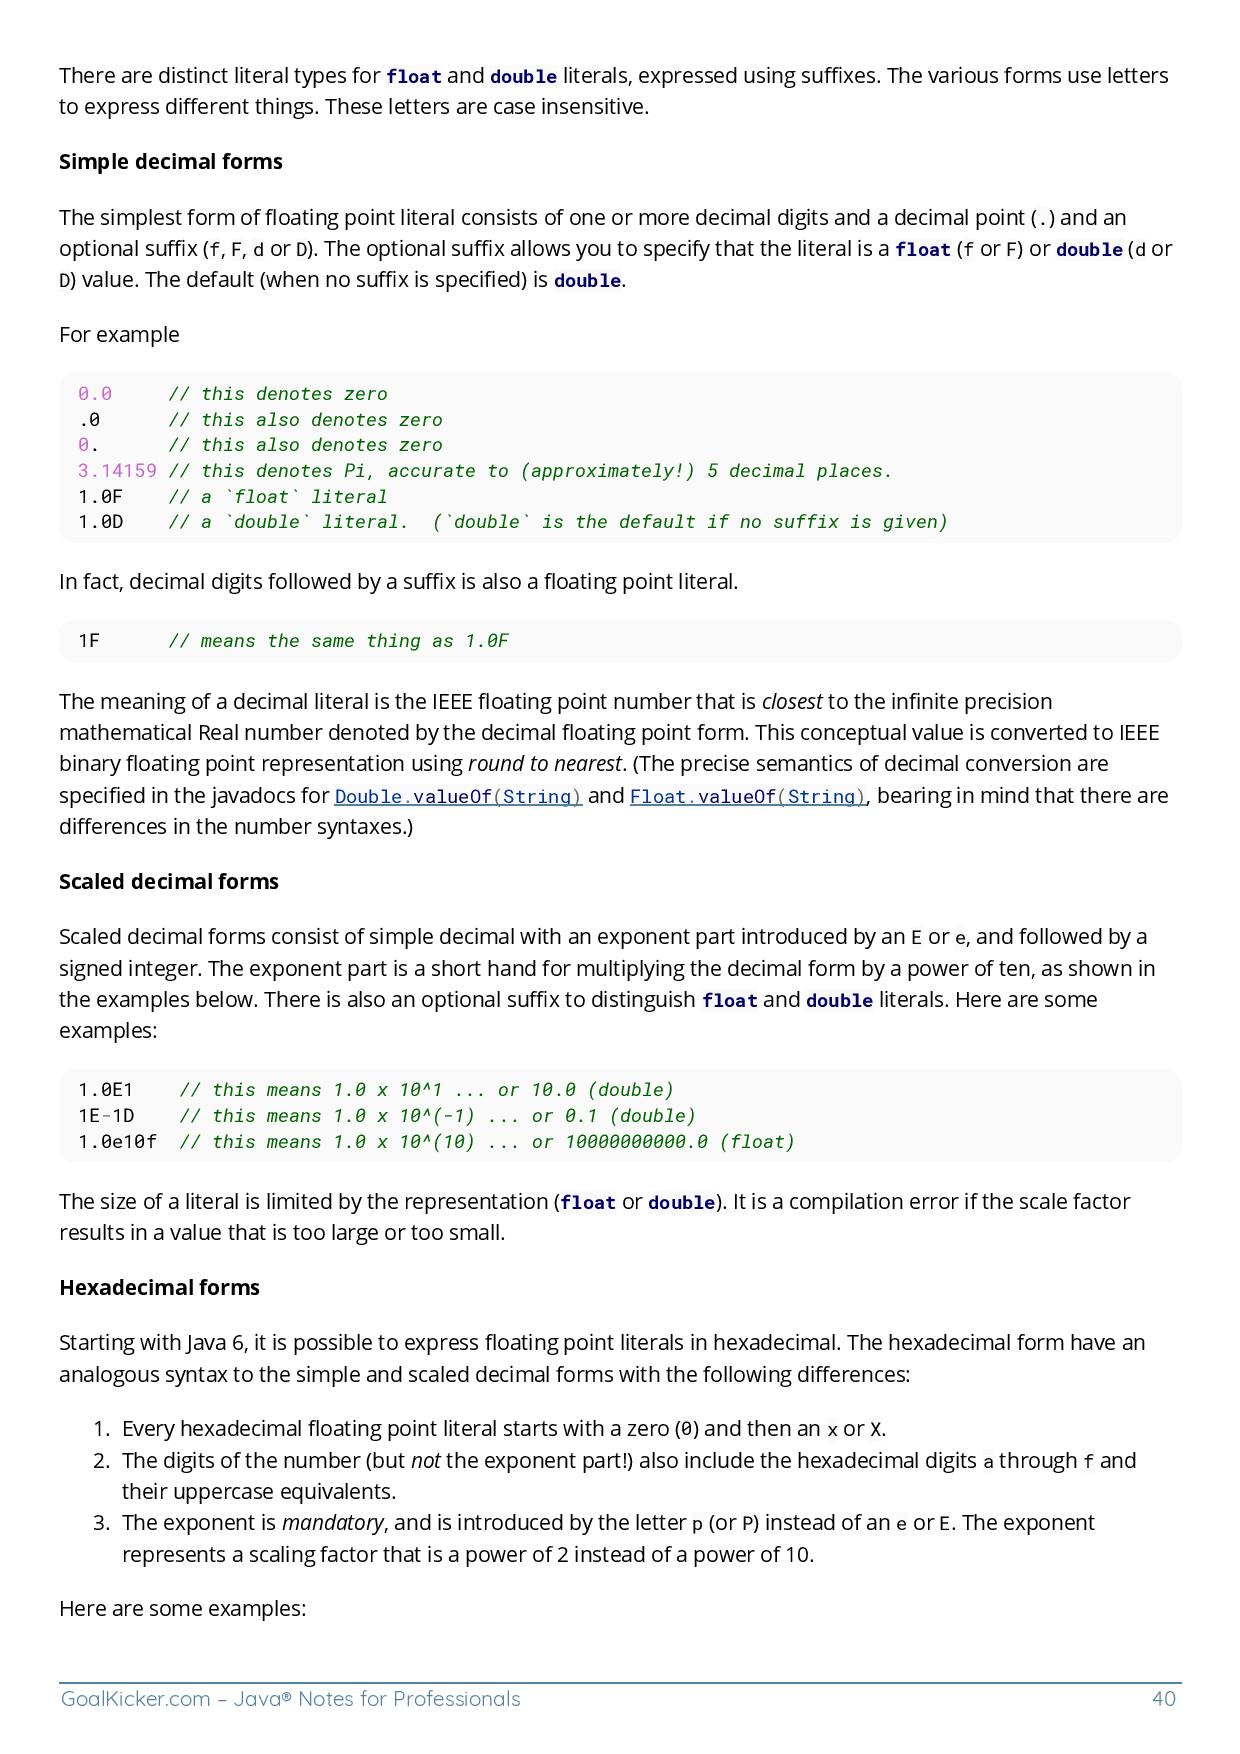 There are distinct literal types for float and double literals, expressed using suffixes. The various forms use letters
to express different things. These letters are case insensitive.
Simple decimal forms
The simplest form of floating point literal consists of one or more decimal digits and a decimal point (.) and an
optional suffix (f, F, d or D). The optional suffix allows you to specify that the literal is a float (f or F) or double (d or
D) value. The default (when no suffix is specified) is double.
For example
0.0     // this denotes zero
.0      // this also denotes zero
0.      // this also denotes zero
3.14159 // this denotes Pi, accurate to (approximately!) 5 decimal places.
1.0F    // a `float` literal
1.0D    // a `double` literal.  (`double` is the default if no suffix is given)
In fact, decimal digits followed by a suffix is also a floating point literal.
1F      // means the same thing as 1.0F
The meaning of a decimal literal is the IEEE floating point number that is closest to the infinite precision
mathematical Real number denoted by the decimal floating point form. This conceptual value is converted to IEEE
binary floating point representation using round to nearest. (The precise semantics of decimal conversion are
specified in the javadocs for Double.valueOf(String) and Float.valueOf(String), bearing in mind that there are
differences in the number syntaxes.)
Scaled decimal forms
Scaled decimal forms consist of simple decimal with an exponent part introduced by an E or e, and followed by a
signed integer. The exponent part is a short hand for multiplying the decimal form by a power of ten, as shown in
the examples below. There is also an optional suffix to distinguish float and double literals. Here are some
examples:
1.0E1    // this means 1.0 x 10^1 ... or 10.0 (double)
1E-1D    // this means 1.0 x 10^(-1) ... or 0.1 (double)
1.0e10f  // this means 1.0 x 10^(10) ... or 10000000000.0 (float)
The size of a literal is limited by the representation (float or double). It is a compilation error if the scale factor
results in a value that is too large or too small.
Hexadecimal forms
Starting with Java 6, it is possible to express floating point literals in hexadecimal. The hexadecimal form have an
analogous syntax to the simple and scaled decimal forms with the following differences:
1. Every hexadecimal floating point literal starts with a zero (0) and then an x or X.
2. The digits of the number (but not the exponent part!) also include the hexadecimal digits a through f and
their uppercase equivalents.
3. The exponent is mandatory, and is introduced by the letter p (or P) instead of an e or E. The exponent
represents a scaling factor that is a power of 2 instead of a power of 10.
Here are some examples:
GoalKicker.com – Java® Notes for Professionals 40